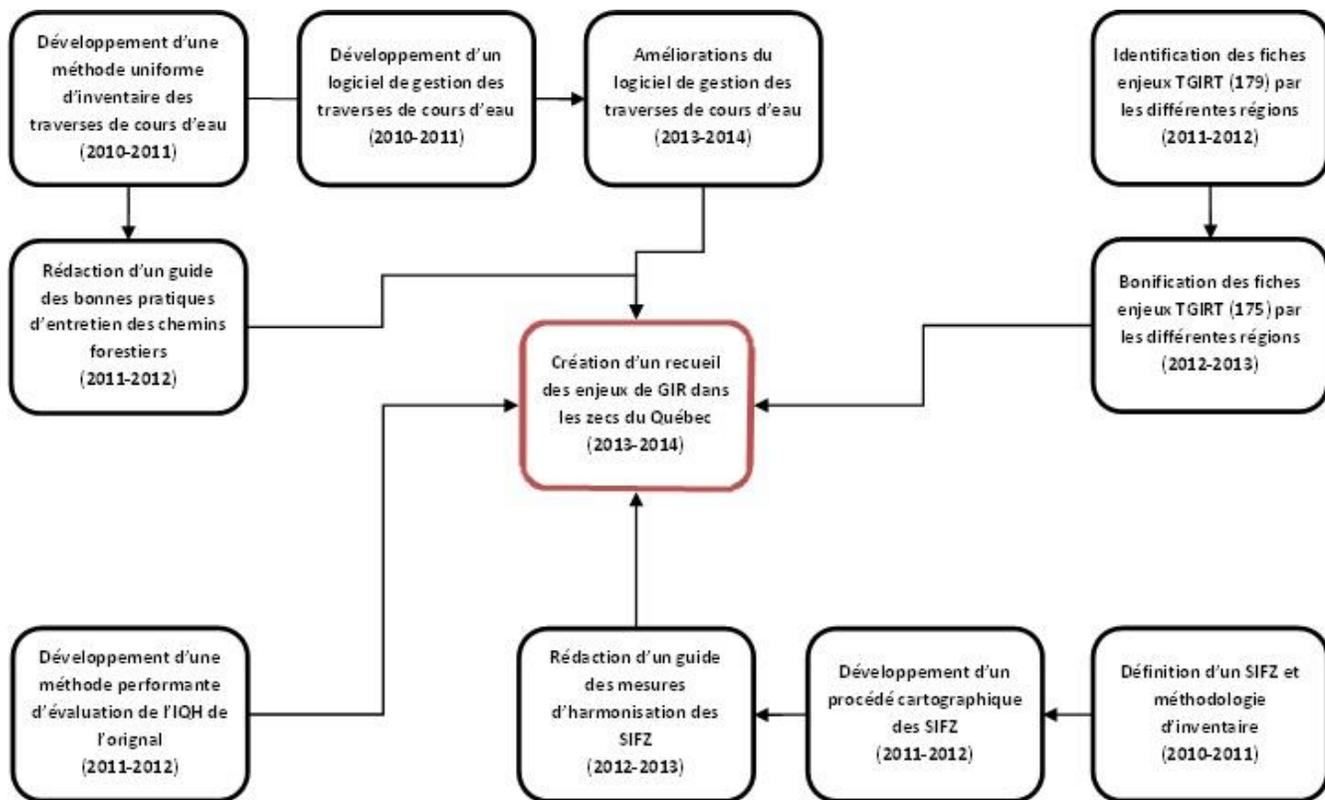 Développement d'une
méthode uniforme
d'inventaire des
traverses de cours d'eau
(2010-2011)
Développement d'un
logiciel de gestion des
traverses de cours d'eau
(2010-2011)
Améliorations du
logiciel de gestion des
traverses de cours d'eau
(2013-2014)
Identification des fiches
enjeux TGIRT (179) par
les différentes régions
(2011-2012)
Rédaction d'un guide
des bonnes pratiques
d'entretien des chemins
forestiers
(2011-2012)
Bonification des fiches
enjeux TGIRT (175) par
les différentes régions
(2012-2013)
Création d'un recueil
des enjeux de GIR dans
les zecs du Québec
(2013-2014)
Développement d'une
méthode performante
d'évaluation de l'IQH de
l'orignal
(2011-2012)
Rédaction d'un guide
des mesures
d'harmonisation des
SIFZ
(2012-2013)
Développement d'un
procédé cartographique
des SIFZ
(2011-2012)
Définition d'un SIFZ et
méthodologie
d'inventaire
(2010-2011)